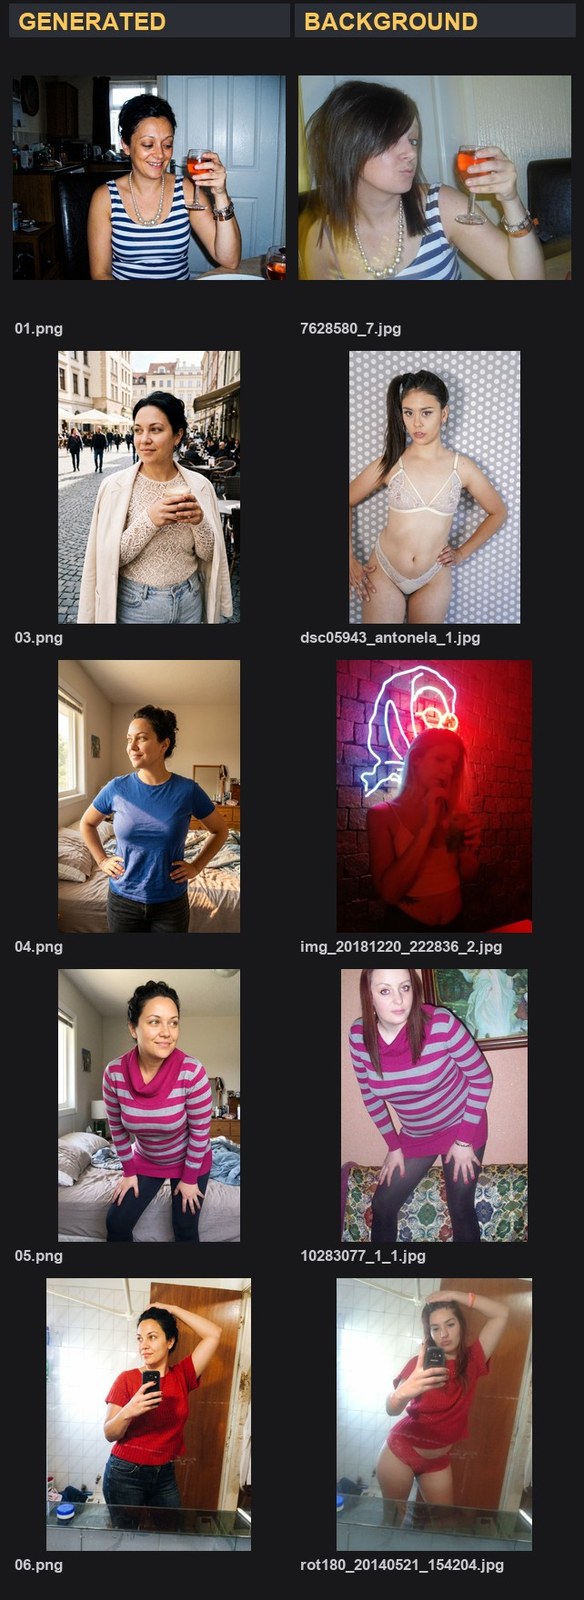 GENERATED
BACKGROUND
01.png
7628580_7.jpg
03.png
dsc05943_antonela_1.jpg
04.png
img_20181220_222836_2.jpg
05.png
10283077_1_1.jpg
06.png
rot180_20140521_154204.jpg